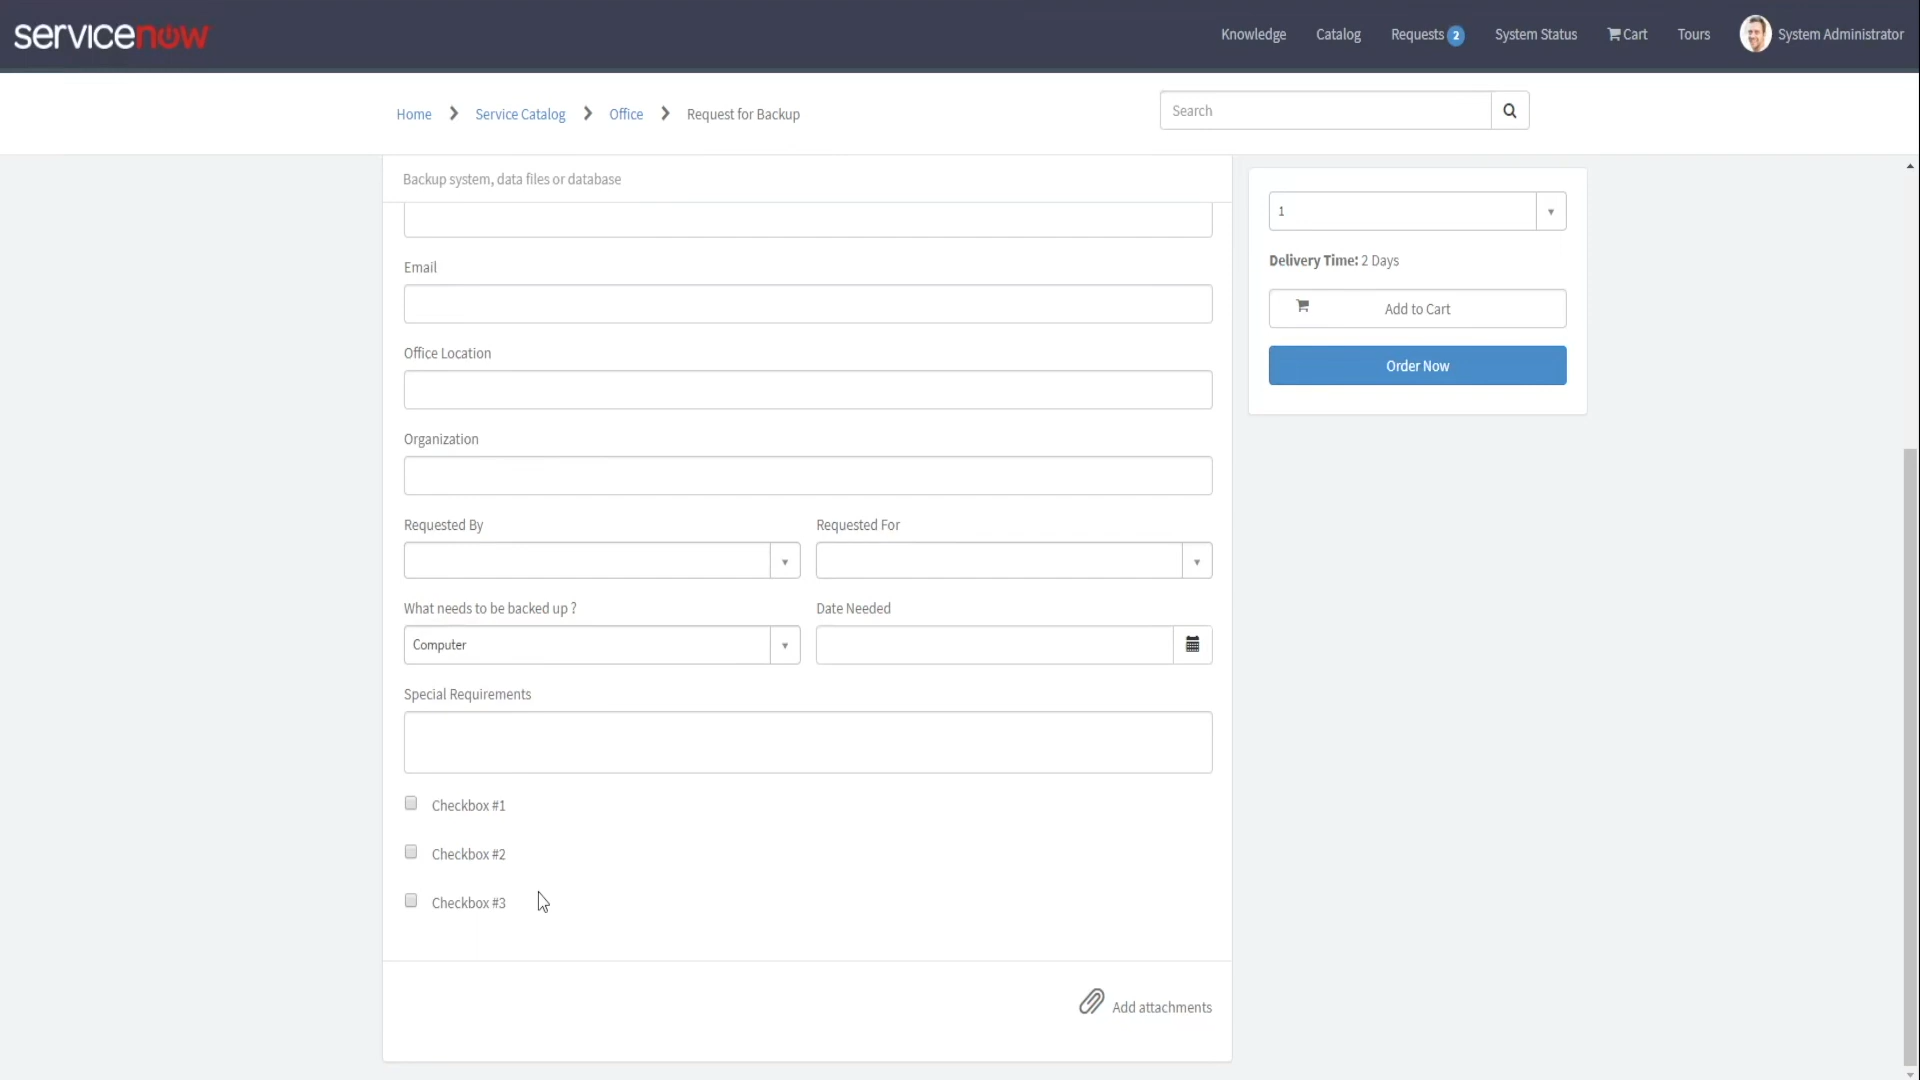 servicenow
Knowledge Catalog Requests 2 System Status Cart Tours System Administrator
Home Service Catalog Office Request for Backup
Search
Backup system, data files or database
1
Delivery Time: 2 Days
Add to Cart
Order Now
Email
Office Location
Organization
Requested By Requested For
What needs to be backed up ? Date Needed
Computer
Special Requirements
Checkbox #1
Checkbox #2
Checkbox #3
Add attachments